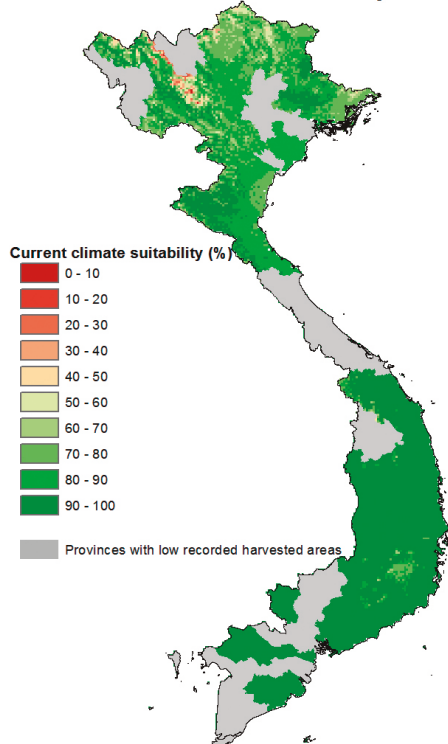 Current climate suitability (%)
0 - 10
10 - 20
20 - 30
30 - 40
40 - 50
50 - 60
60 - 70
70 - 80
80 - 90
90 - 100
Provinces with low recorded harvested areas